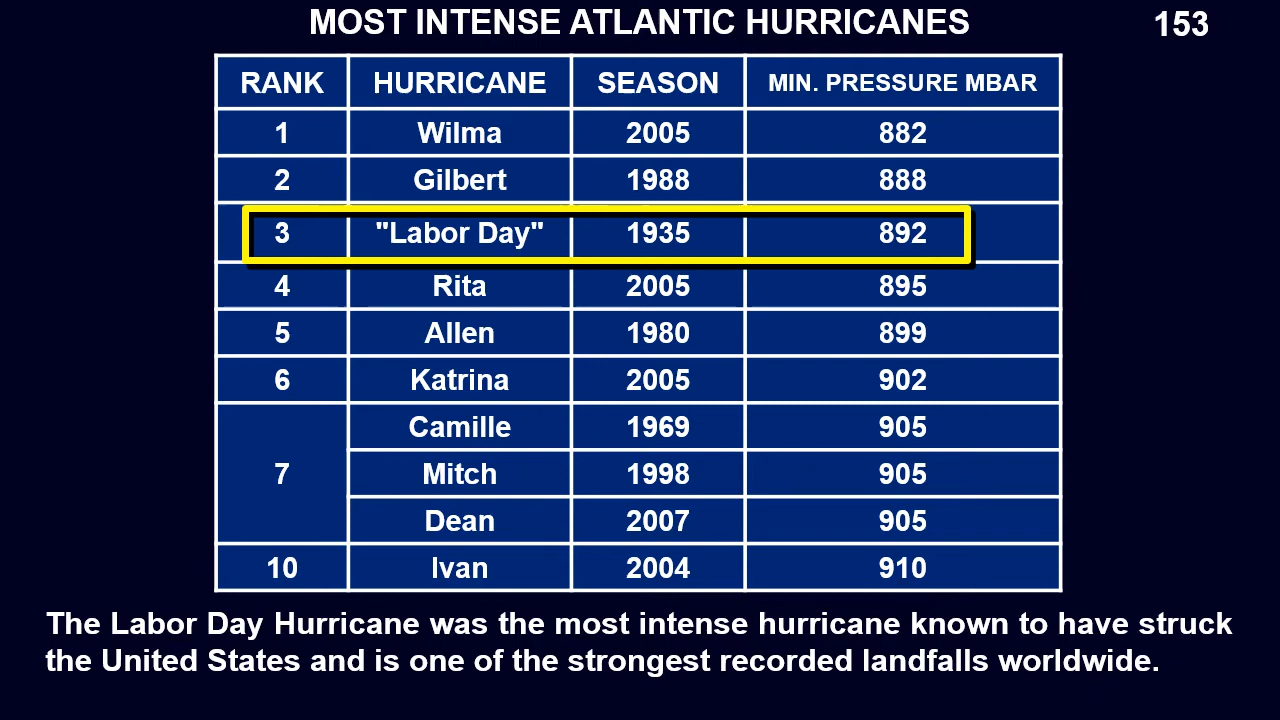 MOST INTENSE ATLANTIC HURRICANES 153
RANK HURRICANE SEASON MIN. PRESSURE MBAR
1 Wilma 2005 882
2 Gilbert 1988 888
3 "Labor Day" 1935 892
4 Rita 2005 895
5 Allen 1980 899
6 Katrina 2005 902
Camille 1969 905
7 Mitch 1998 905
Dean 2007 905
10 Ivan 2004 910
The Labor Day Hurricane was the most intense hurricane known to have struck
the United States and is one of the strongest recorded landfalls worldwide.